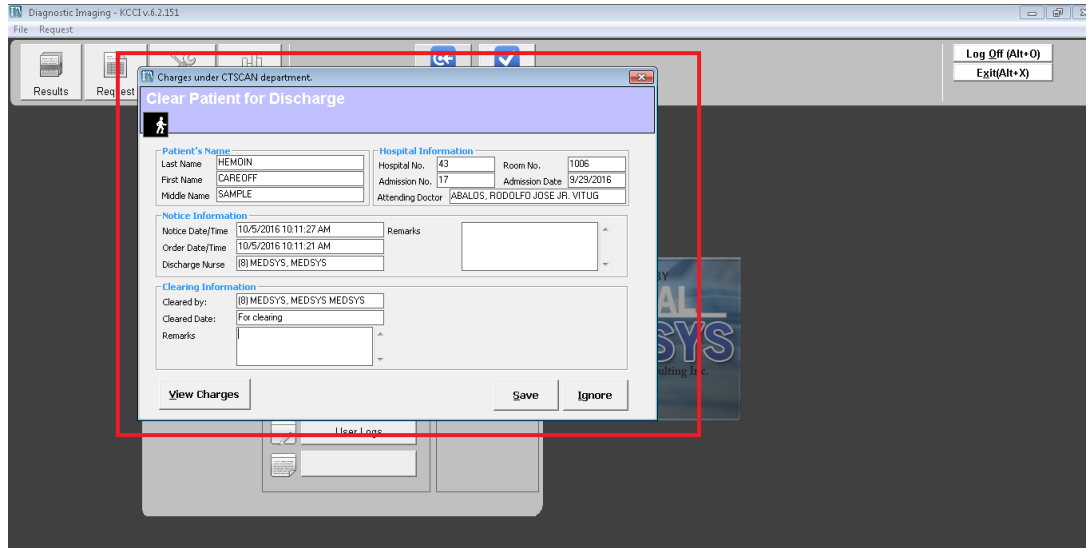 Diagnostic Imaging - KCCI v.6.2.151
File Request
Results
Request
Log Off (Alt+O)
Exit(Alt+X)
Charges under CTSCAN department.
Clear Patient for Discharge
Patient's Name
Last Name HEMOIN
First Name CAREOFF
Middle Name SAMPLE
Hospital Information
Hospital No. 43 Room No. 1006
Admission No. 17 Admission Date 9/29/2016
Attending Doctor ABALOS, RODOLFO JOSE JR. VITUG
Notice Information
Notice Date/Time 10/5/2016 10:11:27 AM Remarks
Order Date/Time 10/5/2016 10:11:21 AM
Discharge Nurse (8) MEDSYS, MEDSYS
Clearing Information
Cleared by: (8) MEDSYS, MEDSYS MEDSYS
Cleared Date: For clearing
Remarks
View Charges Save Ignore
BY
AL
SYS
ulting Inc.
User Logs